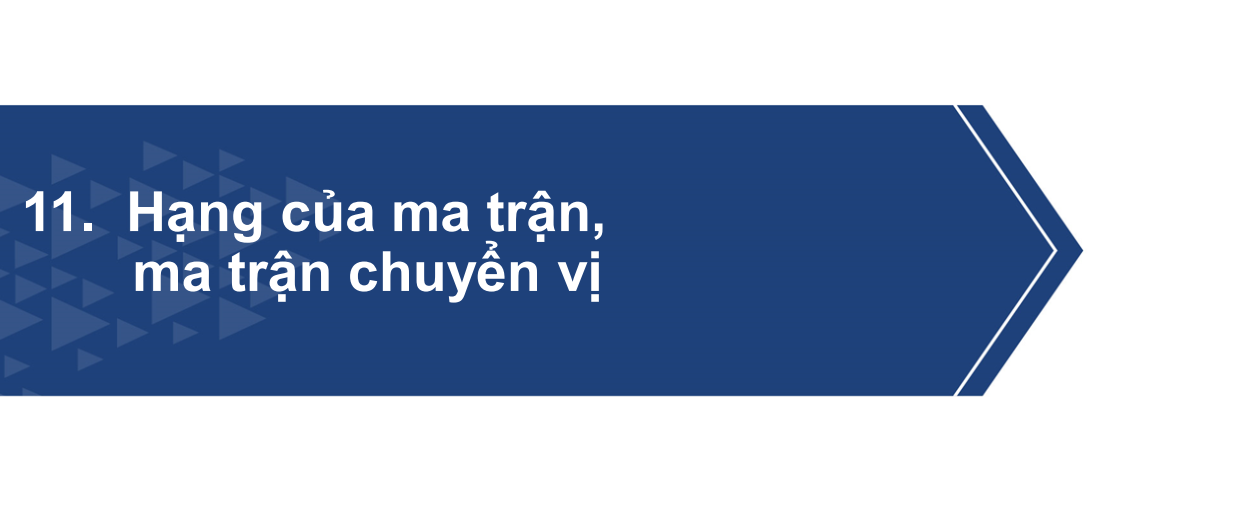 11. Hạng của ma trận,
ma trận chuyển vị